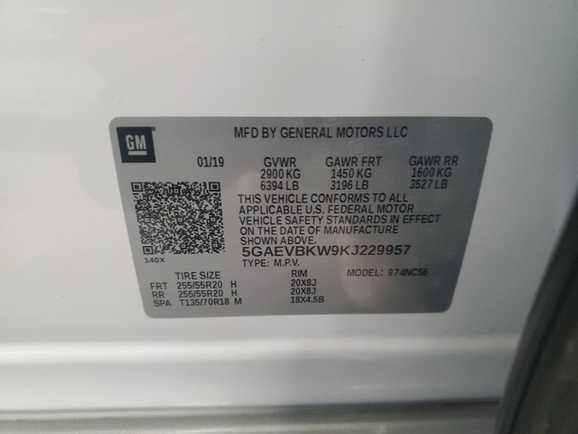 GM
MFD BY GENERAL MOTORS LLC
01/19 GVWR GAWR FRT GAWR RR
2900 KG 1450 KG 1600 KG
6394 LB 3196 LB 3527 LB
THIS VEHICLE CONFORMS TO ALL
APPLICABLE U.S. FEDERAL MOTOR
VEHICLE SAFETY STANDARDS IN EFFECT
ON THE DATE OF MANUFACTURE
SHOWN ABOVE.
5GAEVBKW9KJ229957
140X TYPE: M.P.V. MODEL: 974NC56
TIRE SIZE RIM
FRT 255/55R20 H 20X8J
RR 255/55R20 H 20X8J
SPA T135/70R18 M 18X4.5B